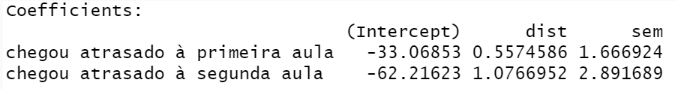 Coefficients:
(Intercept) dist sem
chegou atrasado à primeira aula -33.06853 0.5574586 1.666924
chegou atrasado à segunda aula -62.21623 1.0766952 2.891689